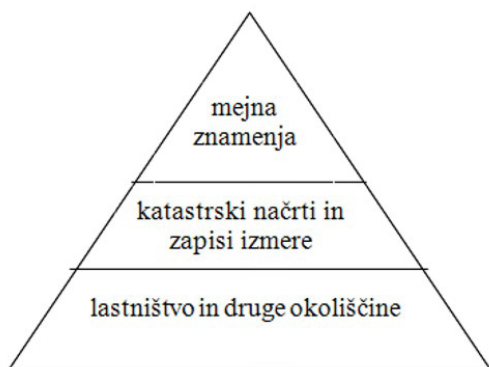 mejna
znamenja
katastrski načrti in
zapisi izmere
lastništvo in druge okoliščine